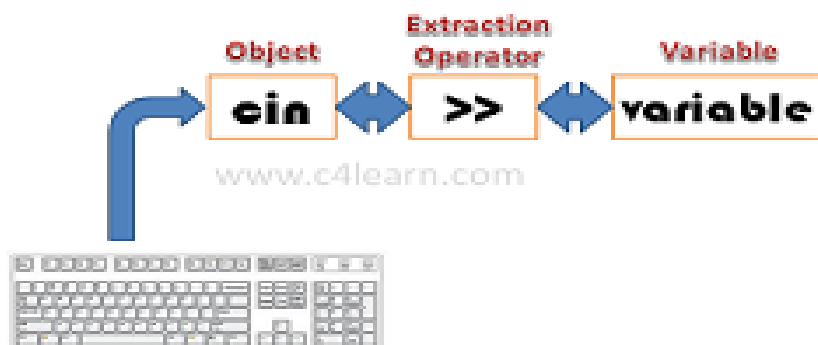 Object
Extraction
Operator
Variable
cin
>>
variable
www.c4learn.com